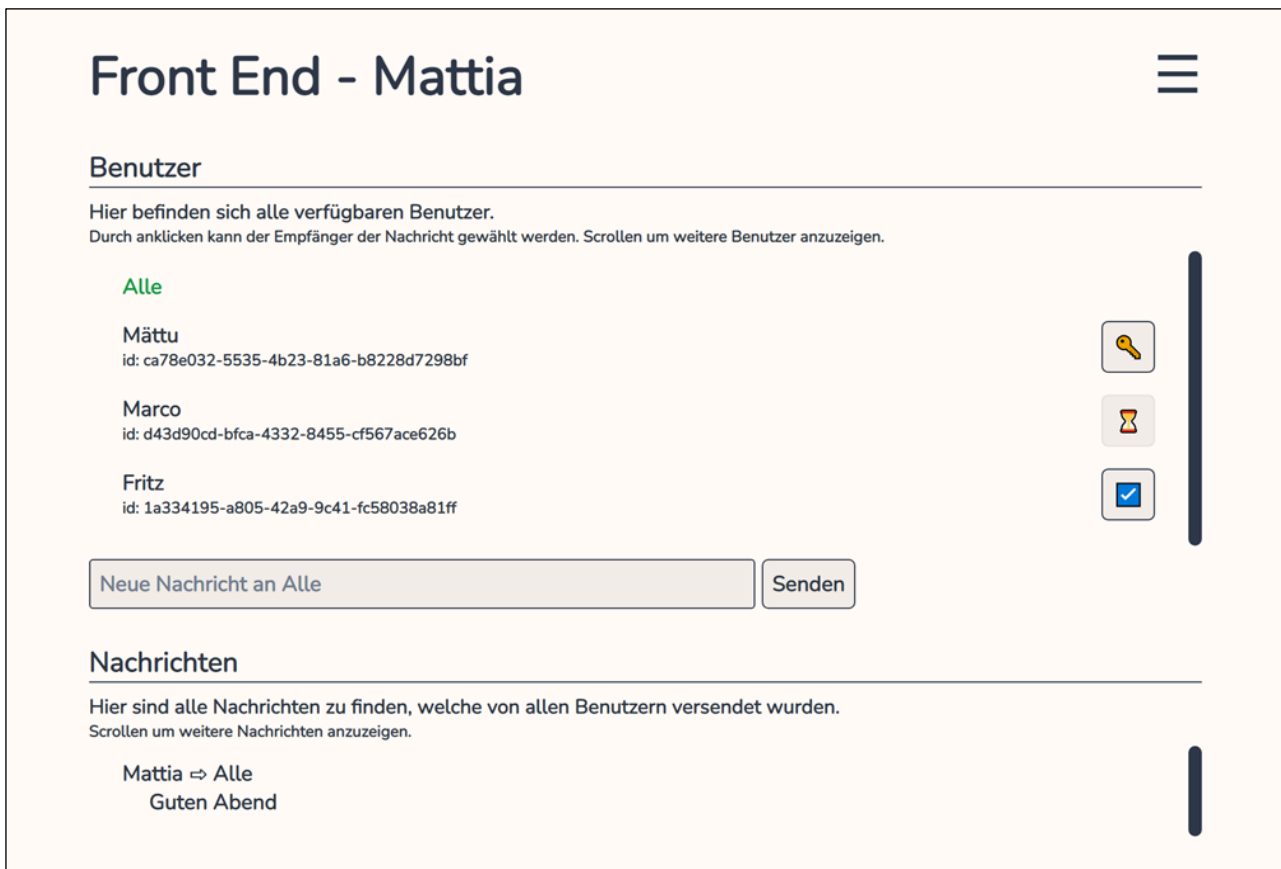 Front End - Mattia
Benutzer
Hier befinden sich alle verfügbaren Benutzer.
Durch anklicken kann der Empfänger der Nachricht gewählt werden. Scrollen um weitere Benutzer anzuzeigen.
Alle
Mättu
id: ca78e032-5535-4b23-81a6-b8228d7298bf
Marco
id: d43d90cd-bfca-4332-8455-cf567ace626b
Fritz
id: 1a334195-a805-42a9-9c41-fc58038a81ff
Neue Nachricht an Alle Senden
Nachrichten
Hier sind alle Nachrichten zu finden, welche von allen Benutzern versendet wurden.
Scrollen um weitere Nachrichten anzuzeigen.
Mattia ⇨ Alle
Guten Abend